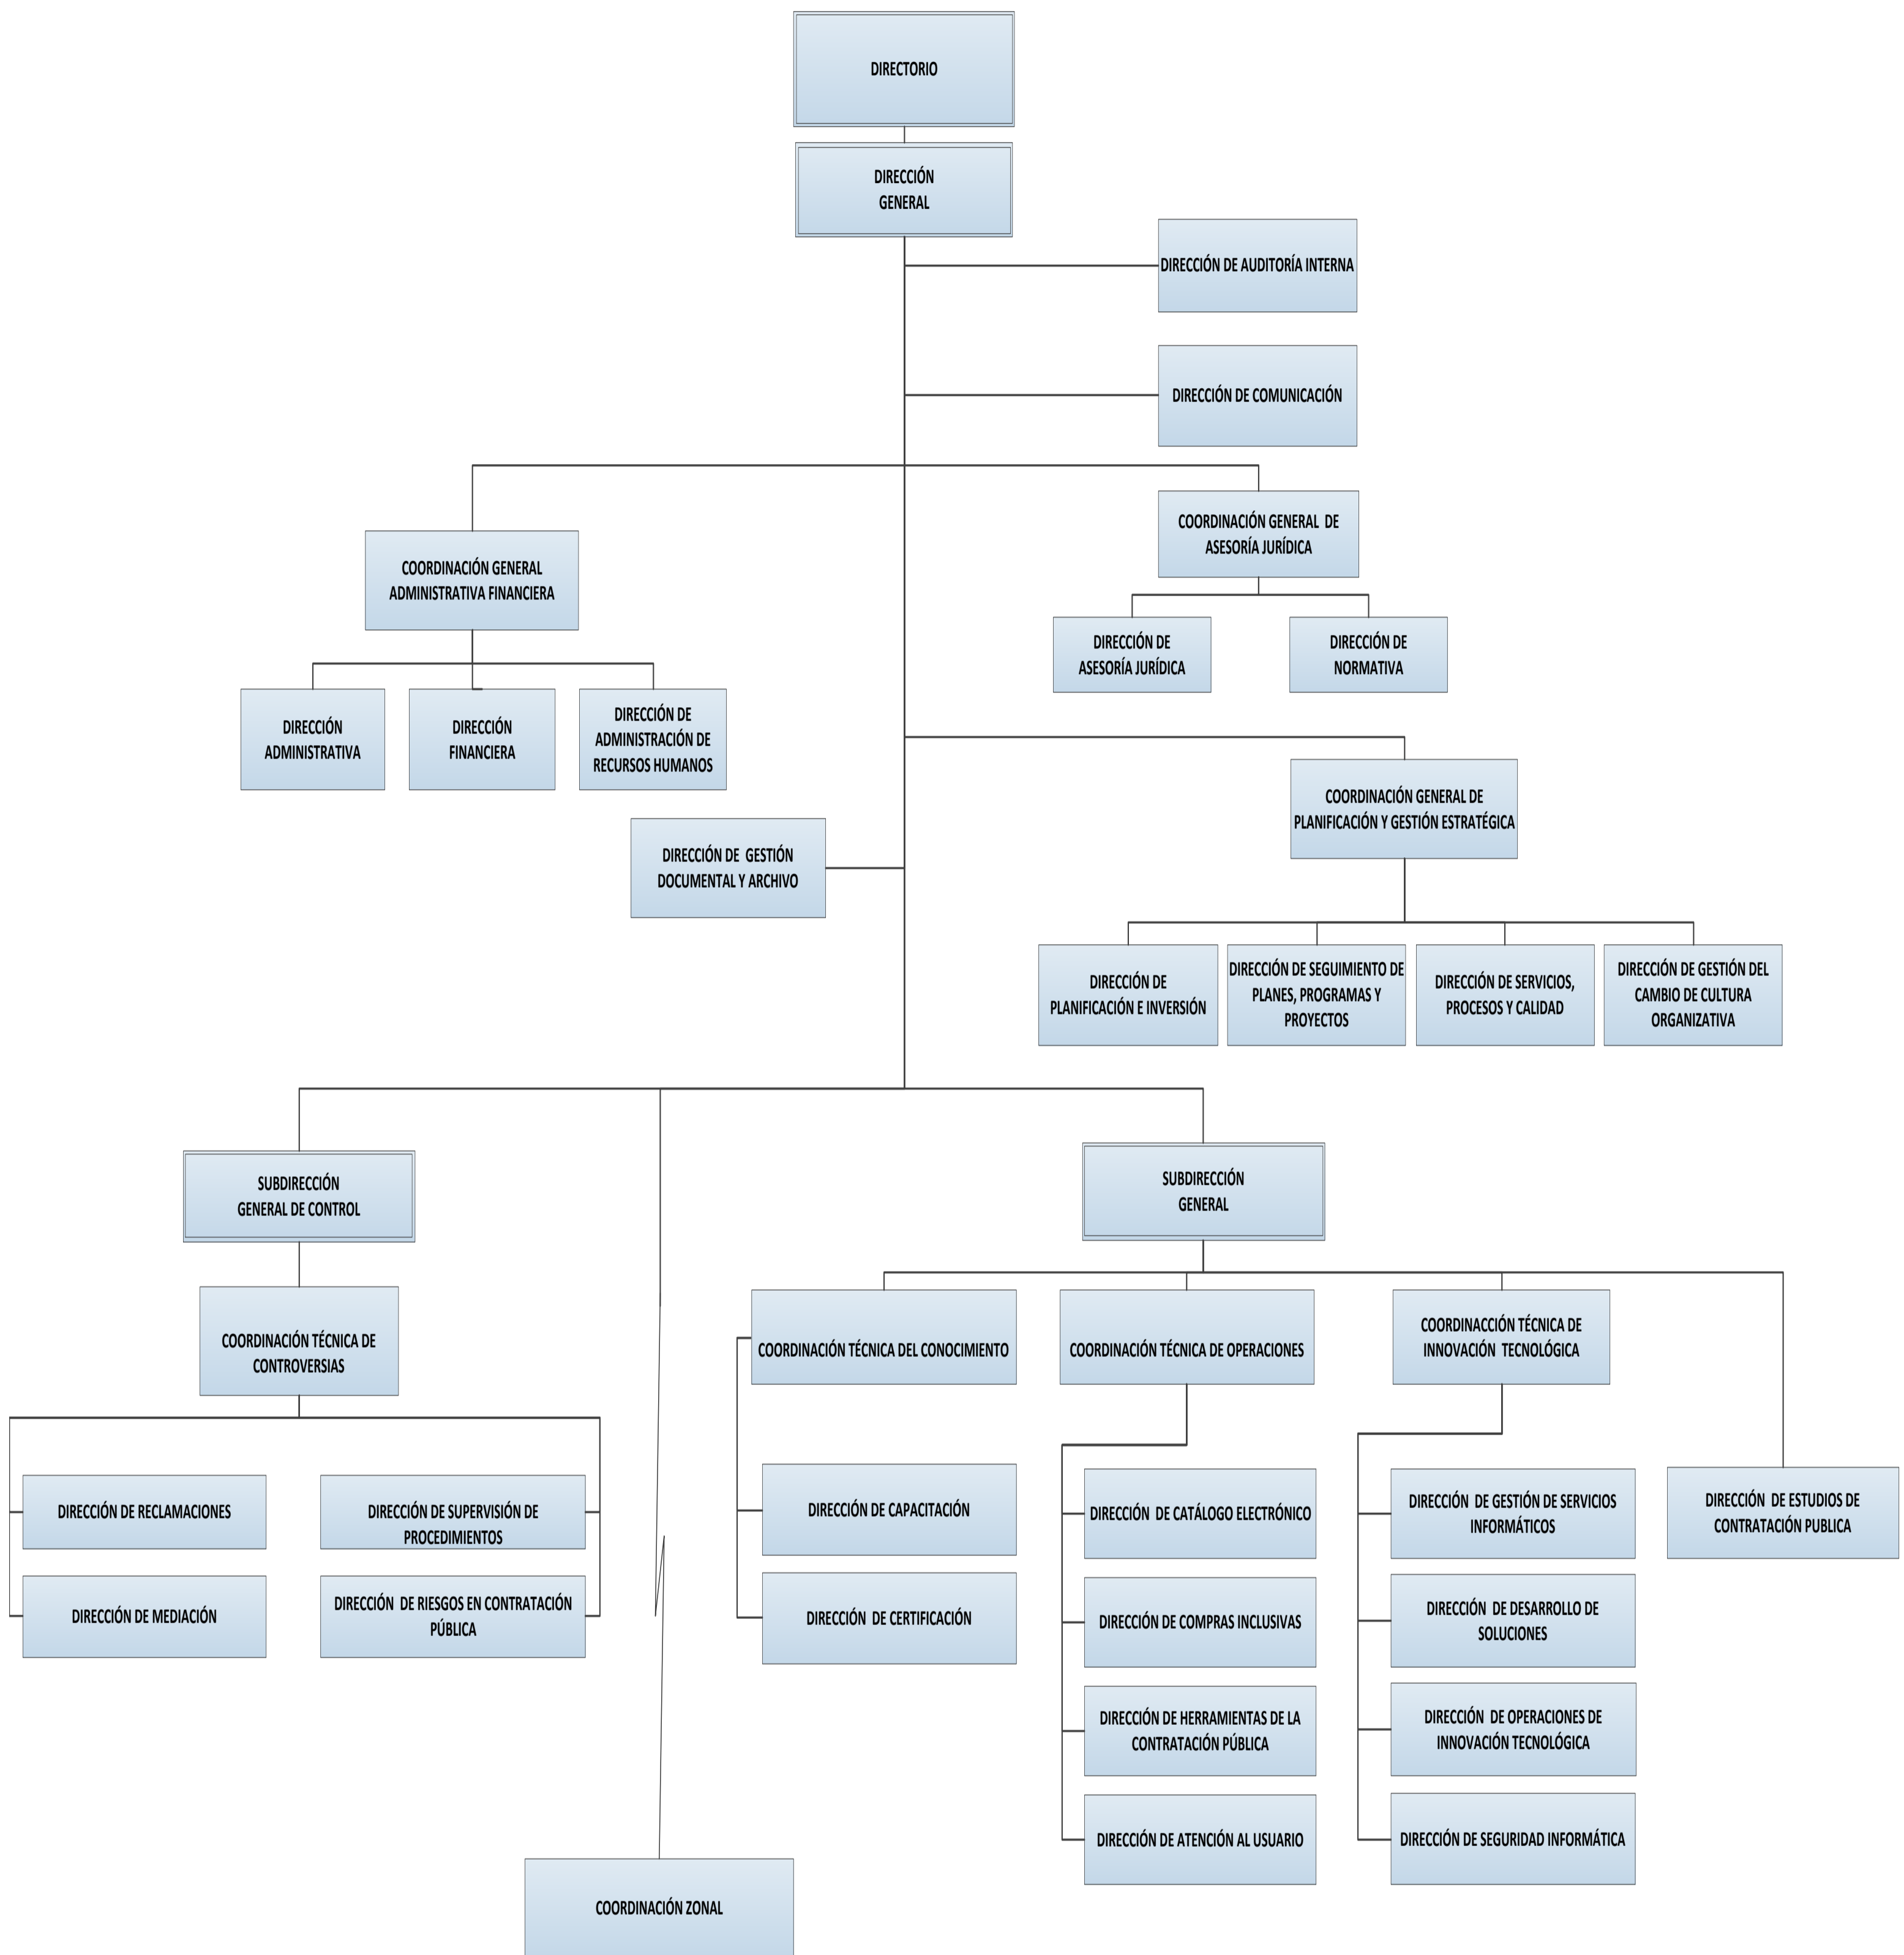 DIRECTORIO
DIRECCIÓN
GENERAL
DIRECCIÓN DE AUDITORÍA INTERNA
DIRECCIÓN DE COMUNICACIÓN
COORDINACIÓN GENERAL DE
ASESORÍA JURÍDICA
COORDINACIÓN GENERAL
ADMINISTRATIVA FINANCIERA
DIRECCIÓN DE
ASESORÍA JURÍDICA
DIRECCIÓN DE
NORMATIVA
DIRECCIÓN
ADMINISTRATIVA
DIRECCIÓN
FINANCIERA
DIRECCIÓN DE
ADMINISTRACIÓN DE
RECURSOS HUMANOS
COORDINACIÓN GENERAL DE
PLANIFICACIÓN Y GESTIÓN ESTRATÉGICA
DIRECCIÓN DE GESTIÓN
DOCUMENTAL Y ARCHIVO
DIRECCIÓN DE
PLANIFICACIÓN E INVERSIÓN
DIRECCIÓN DE SEGUIMIENTO DE
PLANES, PROGRAMAS Y
PROYECTOS
DIRECCIÓN DE SERVICIOS,
PROCESOS Y CALIDAD
DIRECCIÓN DE GESTIÓN DEL
CAMBIO DE CULTURA
ORGANIZATIVA
SUBDIRECCIÓN
GENERAL DE CONTROL
SUBDIRECCIÓN
GENERAL
COORDINACIÓN TÉCNICA DE
CONTROVERSIAS
COORDINACIÓN TÉCNICA DEL CONOCIMIENTO
COORDINACIÓN TÉCNICA DE OPERACIONES
COORDINACCIÓN TÉCNICA DE
INNOVACIÓN TECNOLÓGICA
DIRECCIÓN DE RECLAMACIONES
DIRECCIÓN DE SUPERVISIÓN DE
PROCEDIMIENTOS
DIRECCIÓN DE MEDIACIÓN
DIRECCIÓN DE RIESGOS EN CONTRATACIÓN
PÚBLICA
DIRECCIÓN DE CAPACITACIÓN
DIRECCIÓN DE CERTIFICACIÓN
DIRECCIÓN DE CATÁLOGO ELECTRÓNICO
DIRECCIÓN DE COMPRAS INCLUSIVAS
DIRECCIÓN DE HERRAMIENTAS DE LA
CONTRATACIÓN PÚBLICA
DIRECCIÓN DE ATENCIÓN AL USUARIO
DIRECCIÓN DE GESTIÓN DE SERVICIOS
INFORMÁTICOS
DIRECCIÓN DE DESARROLLO DE
SOLUCIONES
DIRECCIÓN DE OPERACIONES DE
INNOVACIÓN TECNOLÓGICA
DIRECCIÓN DE SEGURIDAD INFORMÁTICA
DIRECCIÓN DE ESTUDIOS DE
CONTRATACIÓN PUBLICA
COORDINACIÓN ZONAL